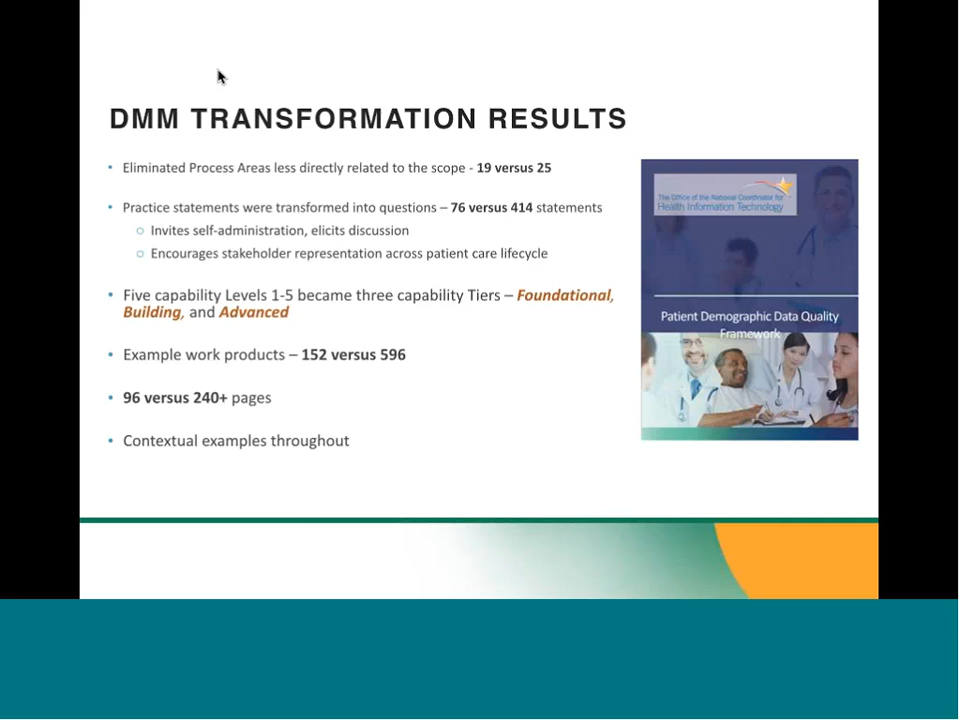 DMM TRANSFORMATION RESULTS
• Eliminated Process Areas less directly related to the scope - 19 versus 25
• Practice statements were transformed into questions – 76 versus 414 statements
○ Invites self-administration, elicits discussion
○ Encourages stakeholder representation across patient care lifecycle
• Five capability Levels 1-5 became three capability Tiers – Foundational,
Building, and Advanced
• Example work products – 152 versus 596
• 96 versus 240+ pages
• Contextual examples throughout
The Office of the National Coordinator for
Health Information Technology
Patient Demographic Data Quality
Framework